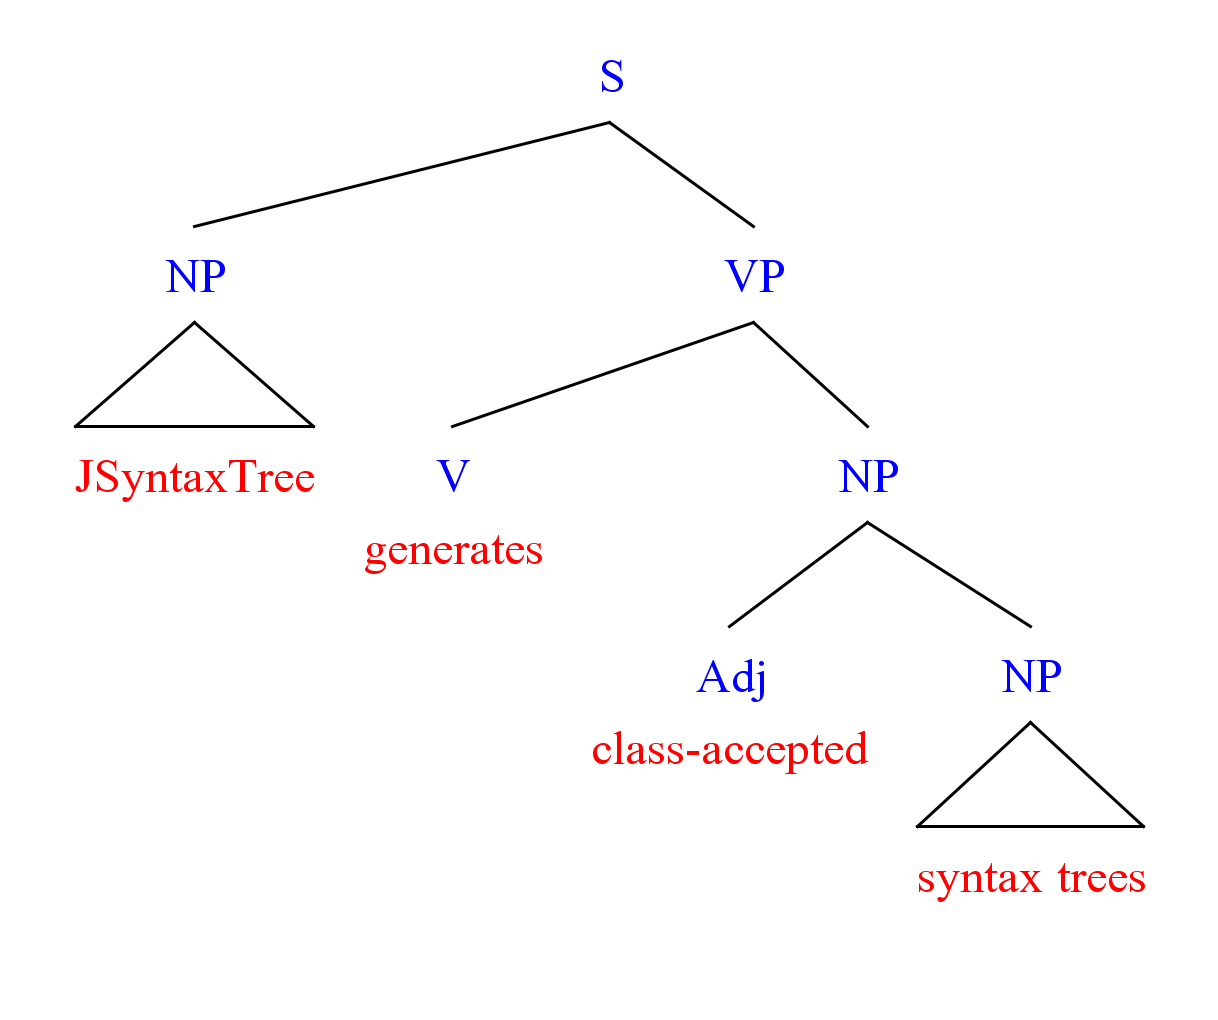 S
NP VP
JSyntaxTree V NP
generates
Adj NP
class-accepted
syntax trees